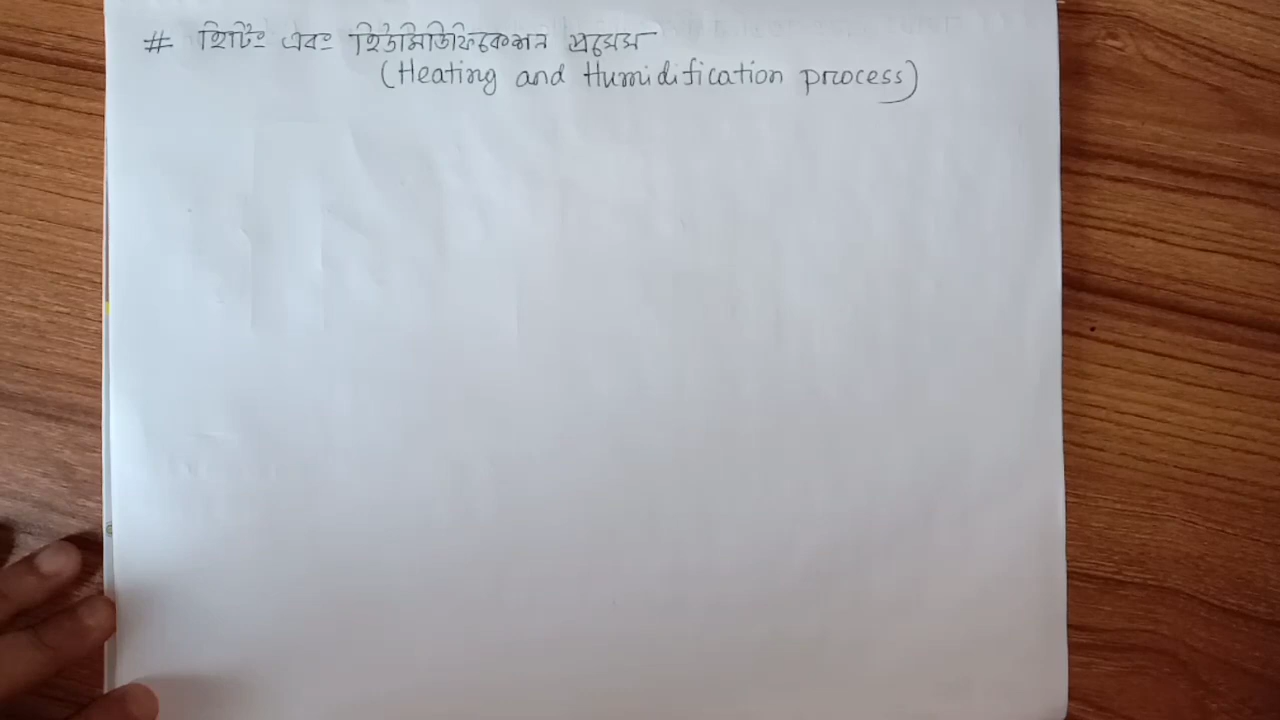 # হিটিং এবং হিউমিডিফিকেশন প্রসেস
(Heating and Humidification process)